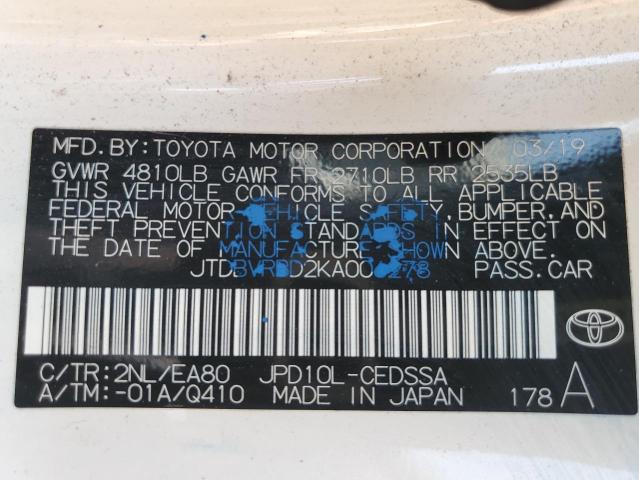 MFD. BY: TOYOTA MOTOR CORPORATION 03/19
GVWR 4810LB GAWR FR 2710LB RR 2535LB
THIS VEHICLE CONFORMS TO ALL APPLICABLE
FEDERAL MOTOR VEHICLE SAFETY, BUMPER, AND
THEFT PREVENTION STANDARDS IN EFFECT ON
THE DATE OF MANUFACTURE SHOWN ABOVE.
PASS. CAR
C/TR: 2NL/EA80 JPD10L-CEDSSA
A/TM: -01A/Q410 MADE IN JAPAN 178 A